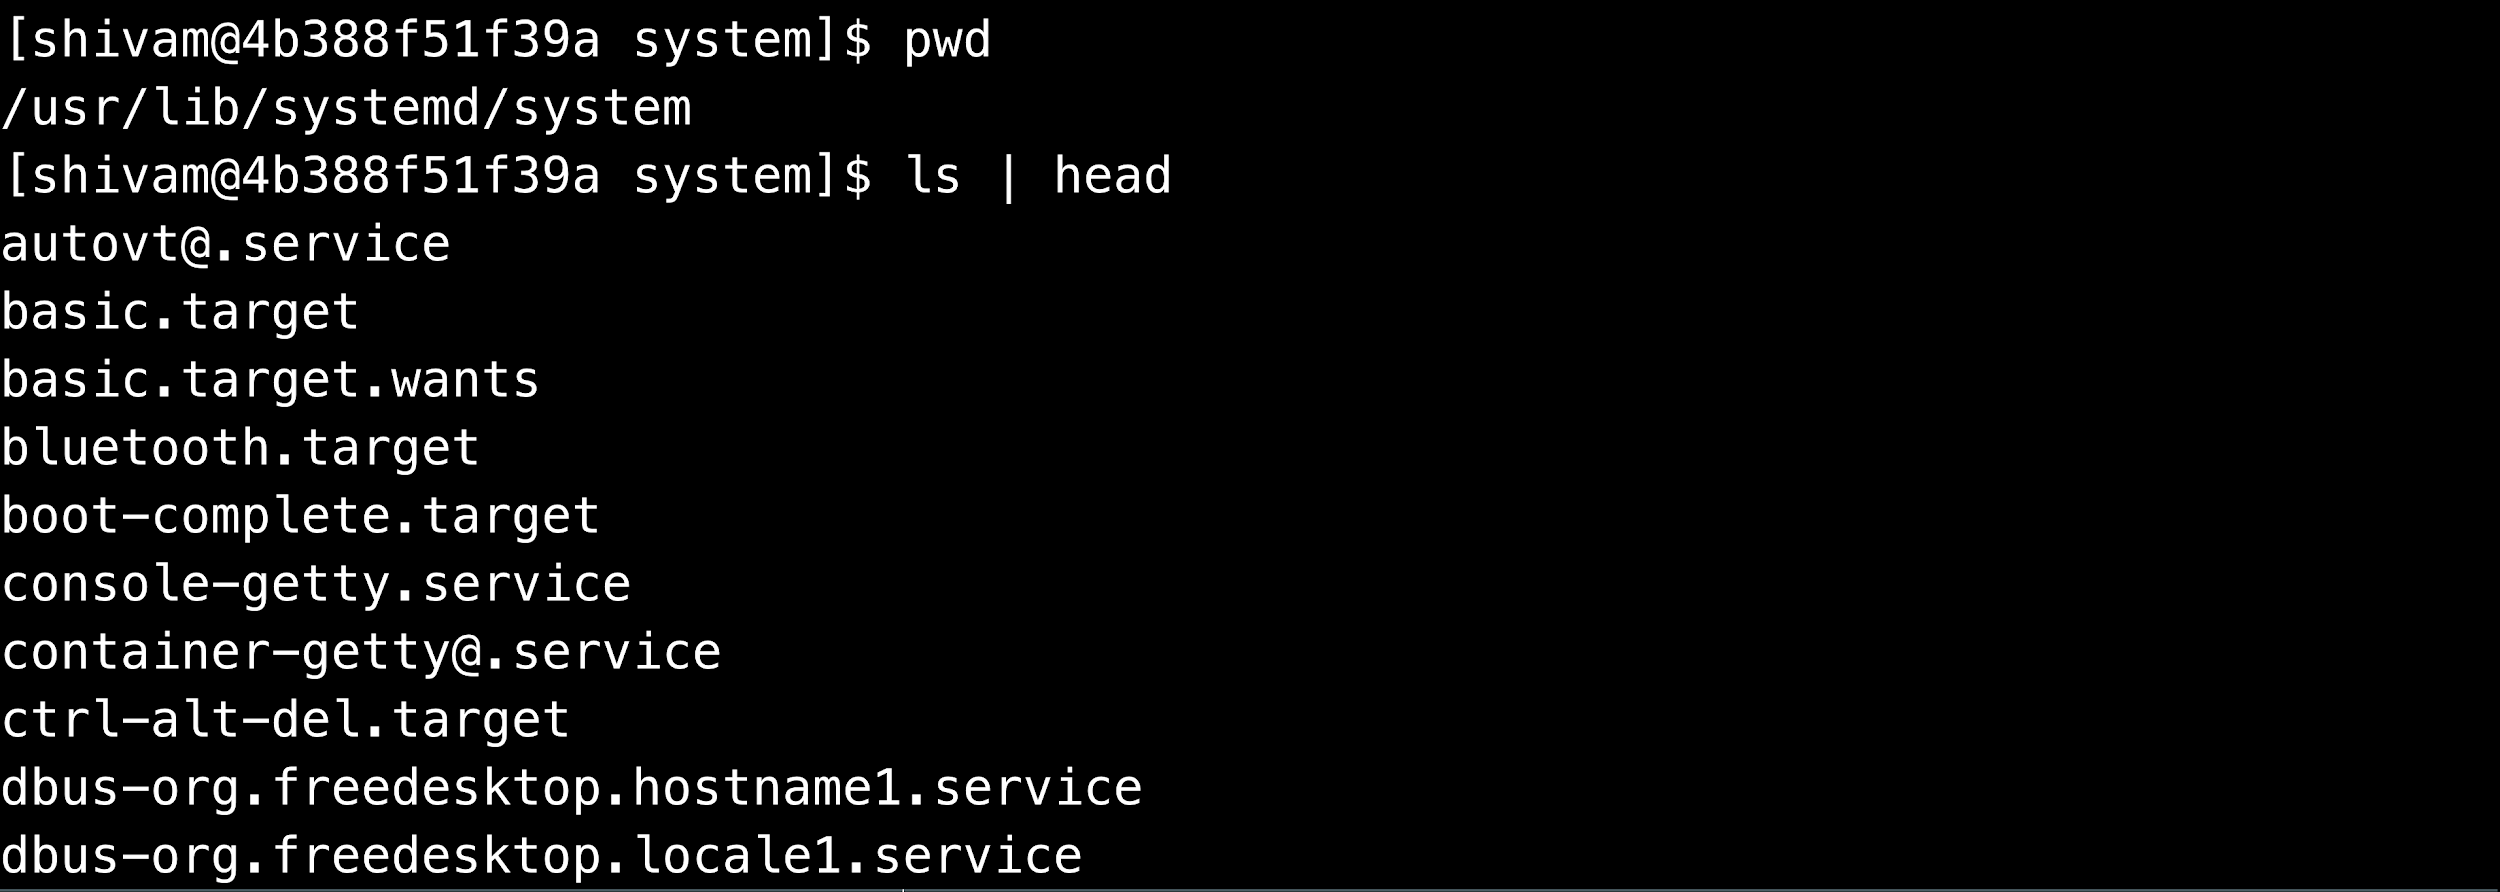 [shivam@4b388f51f39a system]$ pwd
/usr/lib/systemd/system
[shivam@4b388f51f39a system]$ ls | head
autovt@.service
basic.target
basic.target.wants
bluetooth.target
boot-complete.target
console-getty.service
container-getty@.service
ctrl-alt-del.target
dbus-org.freedesktop.hostname1.service
dbus-org.freedesktop.locale1.service